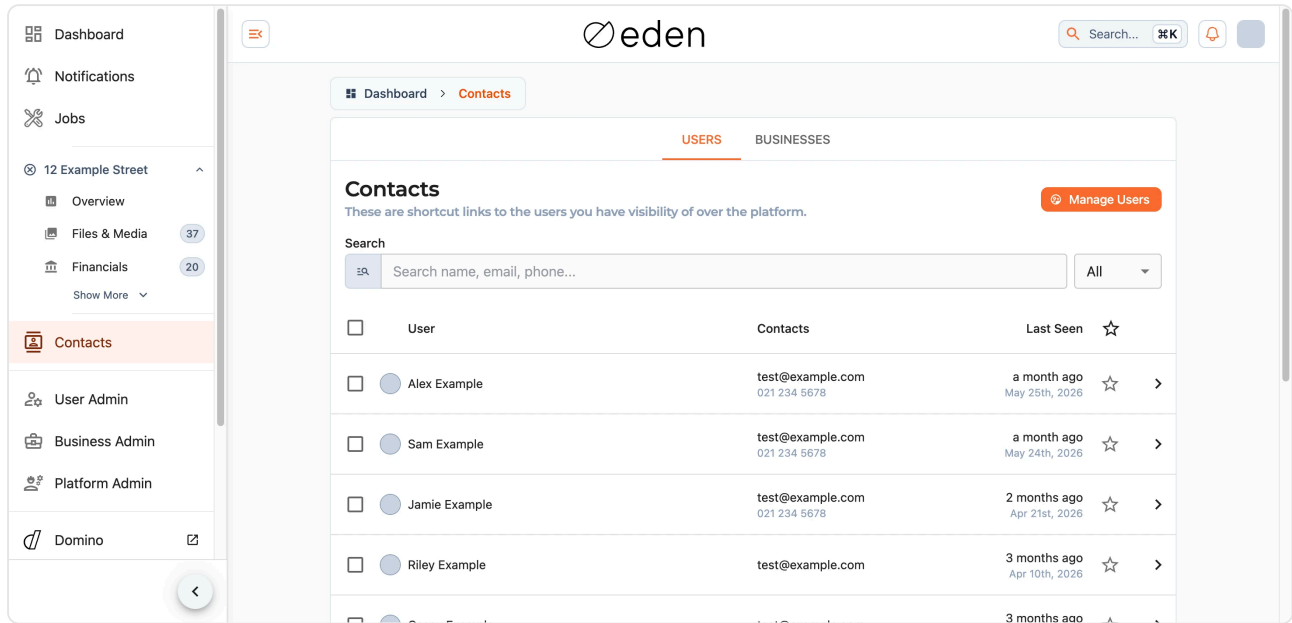 Dashboard
Notifications
Jobs
12 Example Street
Overview
Files & Media 37
Financials 20
Show More
Contacts
User Admin
Business Admin
Platform Admin
Domino
eden
Search... ⌘K
Dashboard > Contacts
USERS BUSINESSES
Contacts
These are shortcut links to the users you have visibility of over the platform.
Manage Users
Search
Search name, email, phone...
All
User Contacts Last Seen
Alex Example test@example.com a month ago
021 234 5678 May 25th, 2026
Sam Example test@example.com a month ago
021 234 5678 May 24th, 2026
Jamie Example test@example.com 2 months ago
021 234 5678 Apr 21st, 2026
Riley Example test@example.com 3 months ago
Apr 10th, 2026
3 months ago